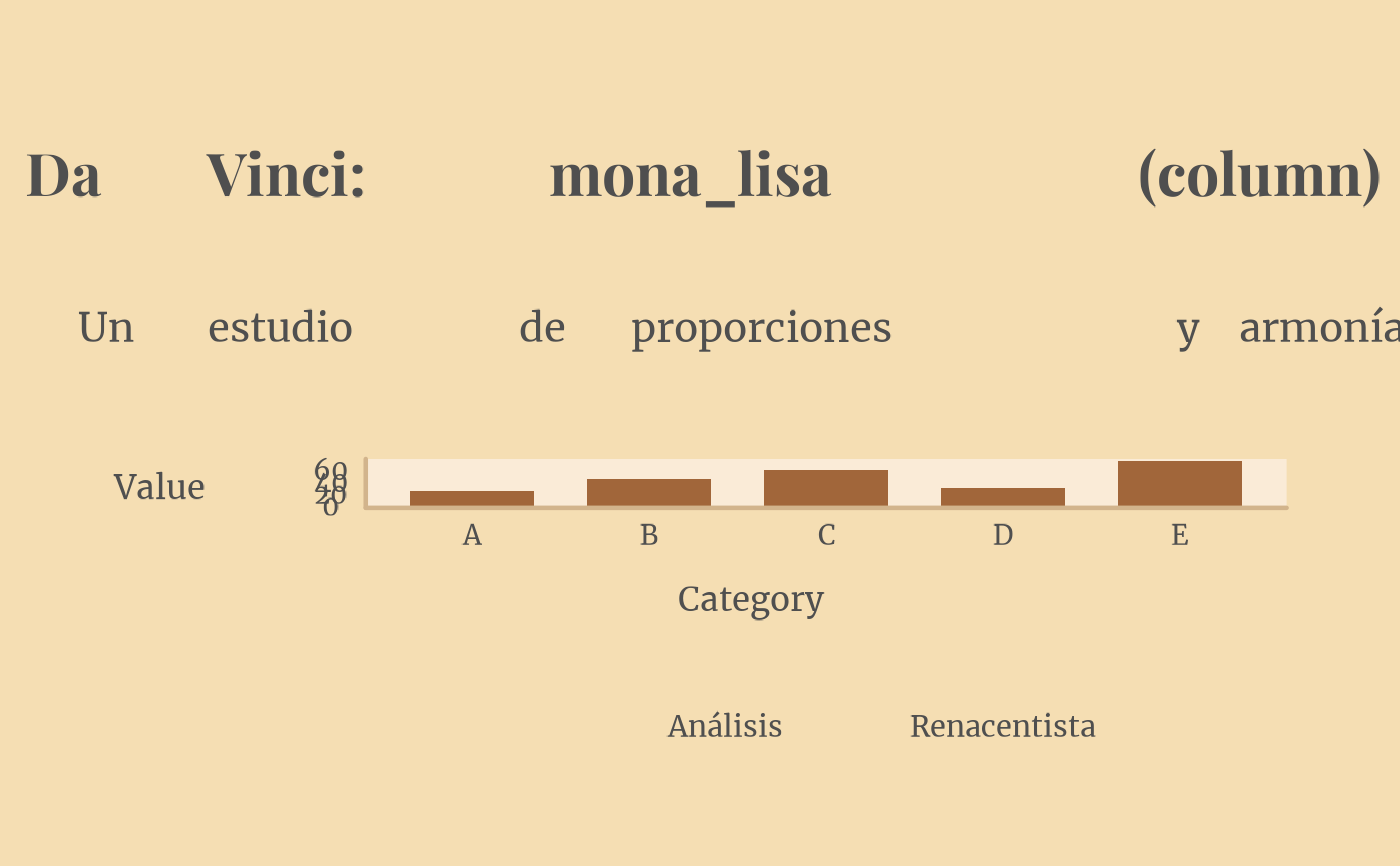 Da Vinci: mona_lisa (column)
Un estudio de proporciones y armonía
Value
60
40
20
0
A B C D E
Category
Análisis Renacentista